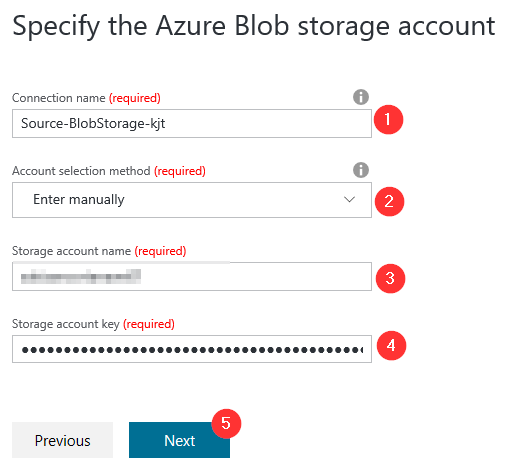 Specify the Azure Blob storage account
Connection name (required)
Source-BlobStorage-kjt
1
Account selection method (required)
Enter manually
2
Storage account name (required)
3
Storage account key (required)
4
5
Previous
Next